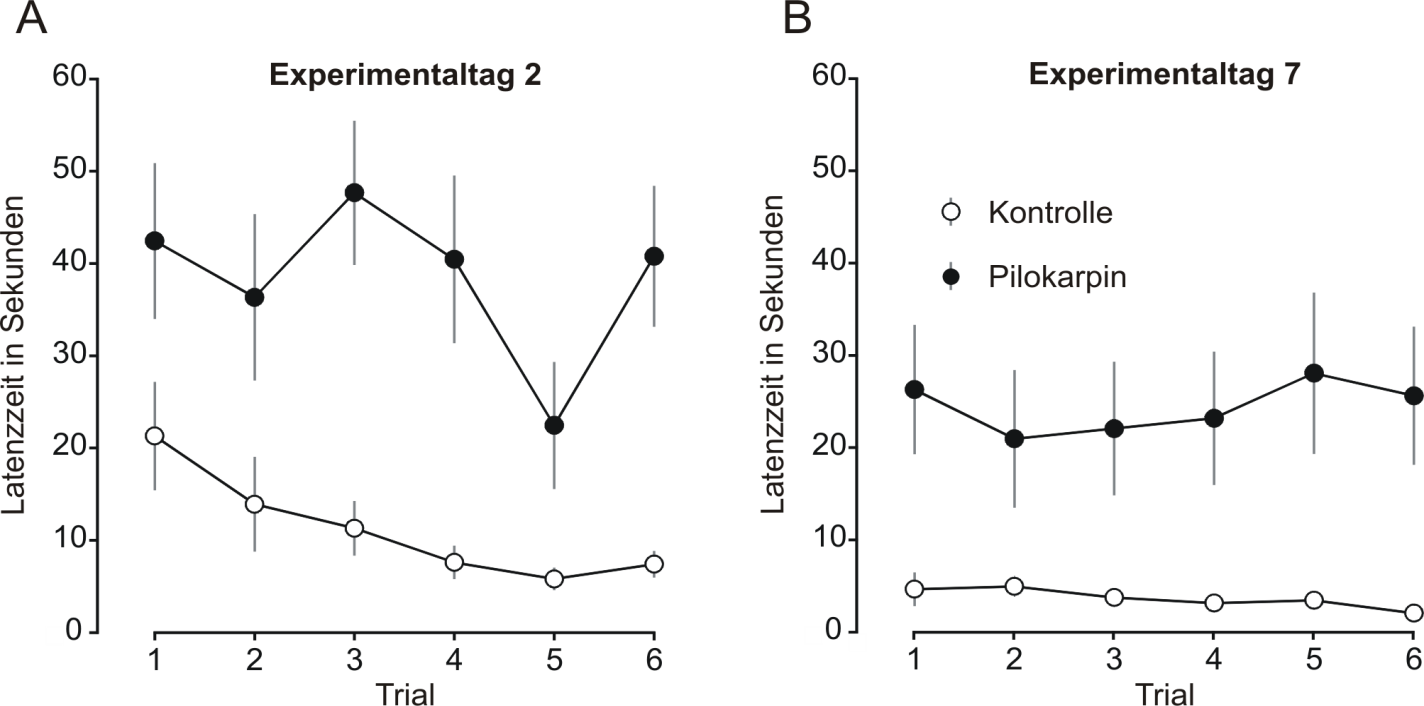 A
Experimentaltag 2
Latenzzeit in Sekunden
60
50
40
30
20
10
0
1 2 3 4 5 6
Trial
B
Experimentaltag 7
Latenzzeit in Sekunden
60
50
40
30
20
10
0
Kontrolle
Pilokarpin
1 2 3 4 5 6
Trial